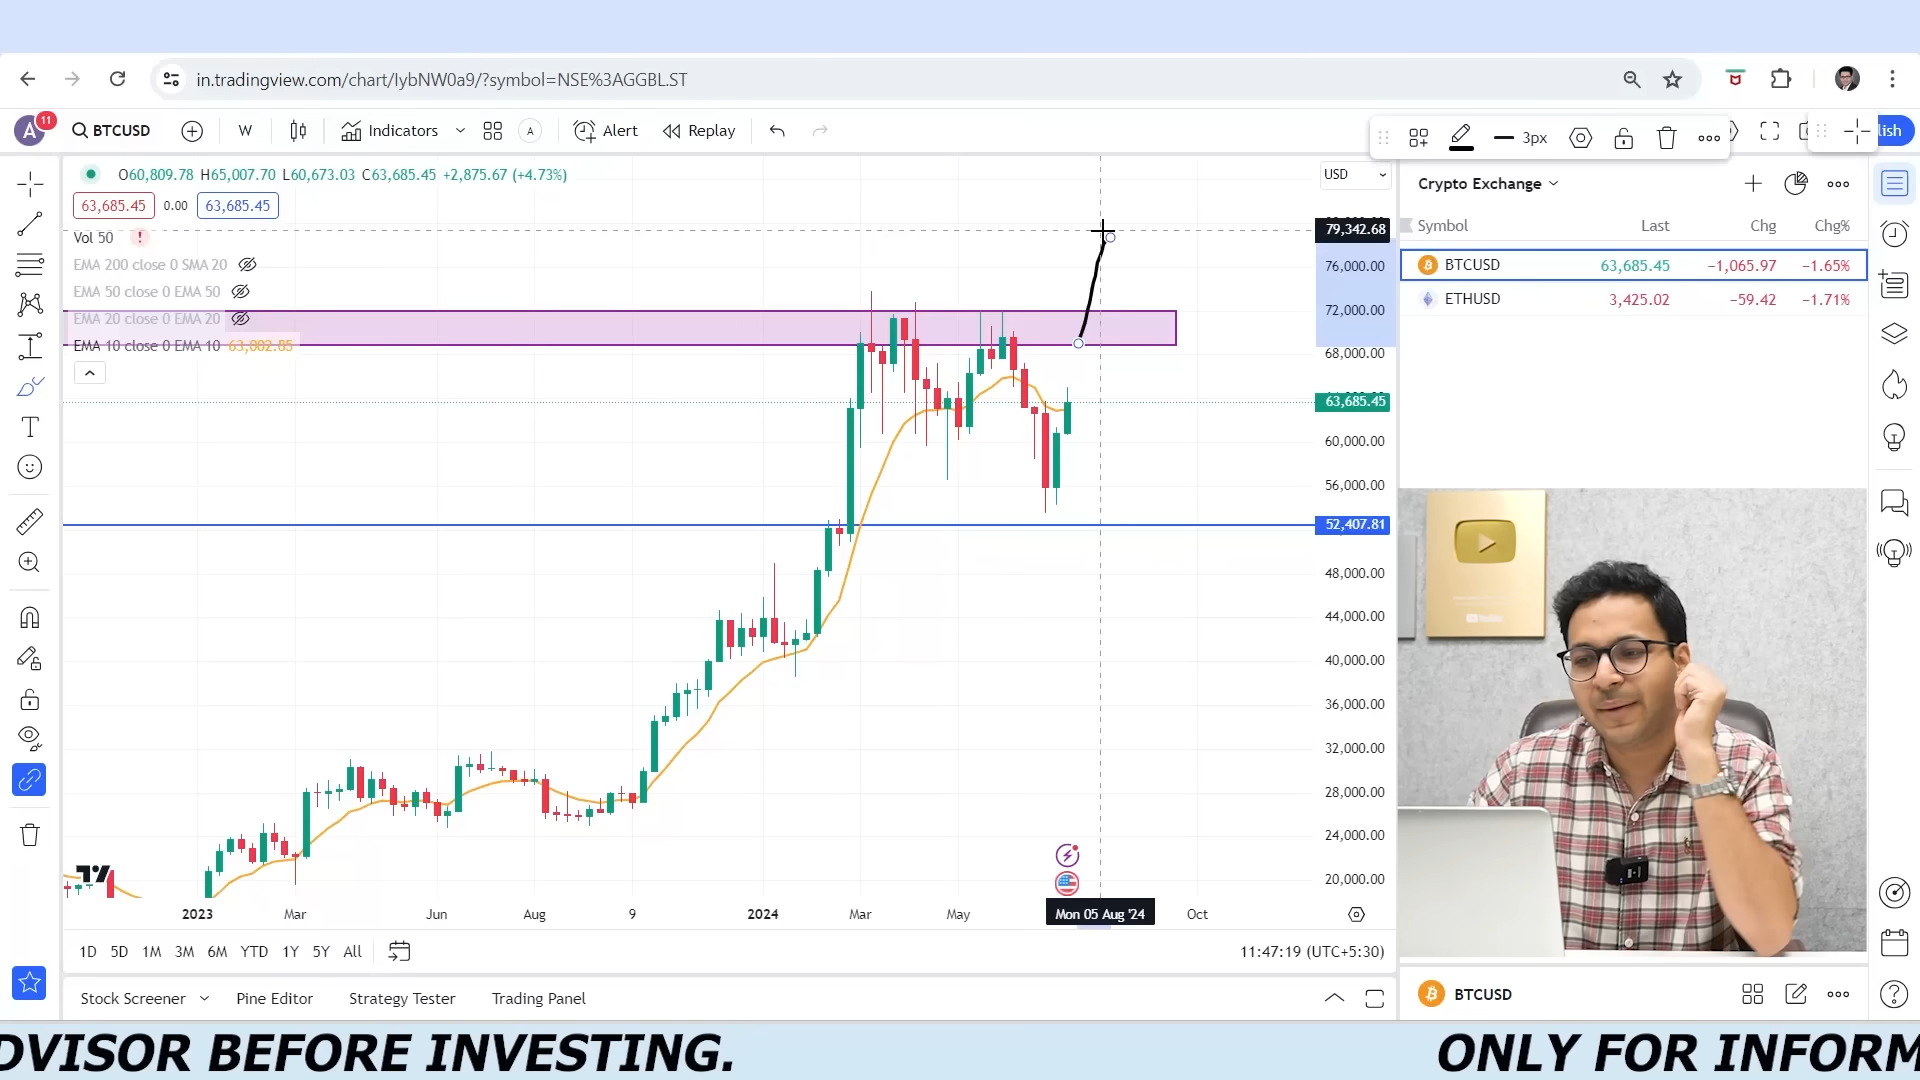 in.tradingview.com/chart/IybNW0a9/?symbol=NSE%3AGGBL.ST
A 11 BTCUSD W Indicators A Alert Replay 3px lish
O60,809.78 H65,007.70 L60,673.03 C63,685.45 +2,875.67 (+4.73%)
63,685.45 0.00 63,685.45
Vol 50
EMA 200 close 0 SMA 20
EMA 50 close 0 EMA 50
EMA 20 close 0 EMA 20
EMA 10 close 0 EMA 10 63,002.85
USD
79,342.68
76,000.00
72,000.00
68,000.00
63,685.45
60,000.00
56,000.00
52,407.81
48,000.00
44,000.00
40,000.00
36,000.00
32,000.00
28,000.00
24,000.00
20,000.00
2023 Mar Jun Aug 9 2024 Mar May Mon 05 Aug '24 Oct
1D 5D 1M 3M 6M YTD 1Y 5Y All 11:47:19 (UTC+5:30)
Stock Screener Pine Editor Strategy Tester Trading Panel
Crypto Exchange
Symbol Last Chg Chg%
BTCUSD 63,685.45 −1,065.97 −1.65%
ETHUSD 3,425.02 −59.42 −1.71%
BTCUSD
DVISOR BEFORE INVESTING. ONLY FOR INFORM